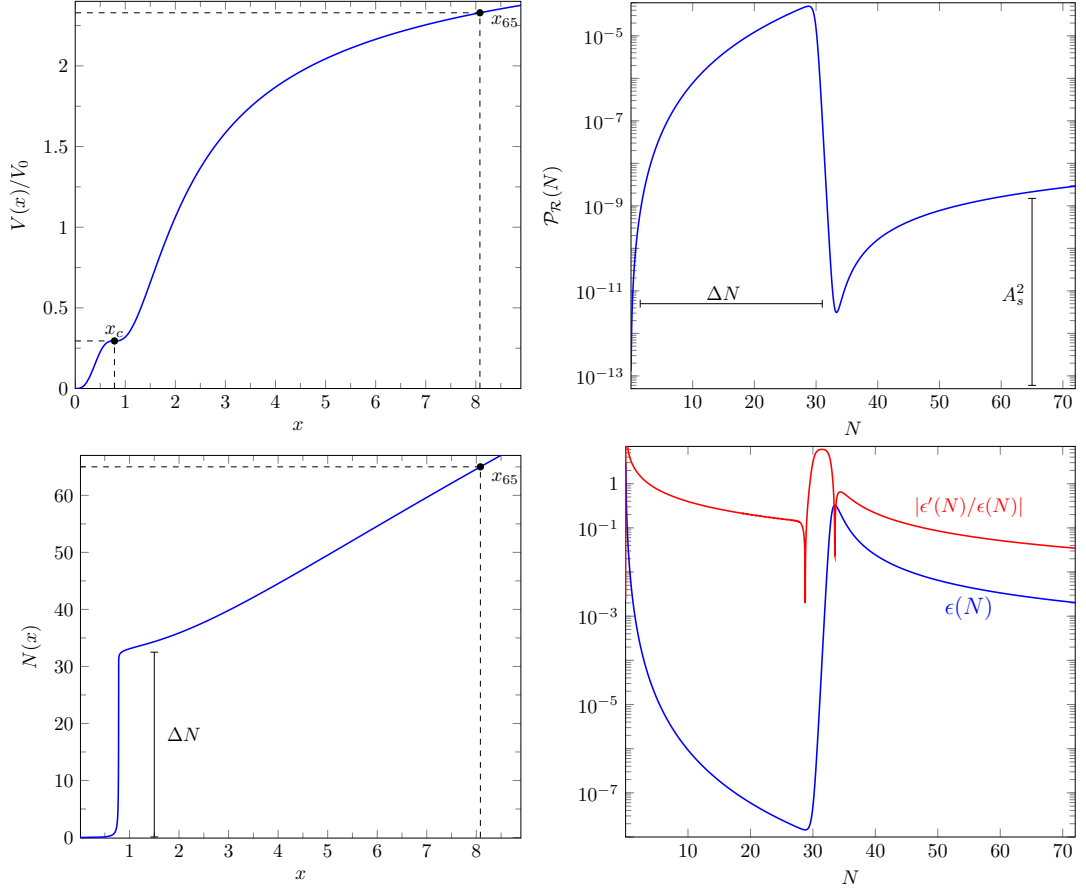 V(x)/V₀
2
1.5
1
0.5
0
x₆₅
x_c
0 1 2 3 4 5 6 7 8
x
𝒫_ℛ(N)
10⁻⁵
10⁻⁷
10⁻⁹
10⁻¹¹
10⁻¹³
ΔN
A_s²
10 20 30 40 50 60 70
N
N(x)
60
50
40
30
20
10
0
x₆₅
ΔN
1 2 3 4 5 6 7 8
x
1
10⁻¹
10⁻³
10⁻⁵
10⁻⁷
|ϵ′(N)/ϵ(N)|
ϵ(N)
10 20 30 40 50 60 70
N